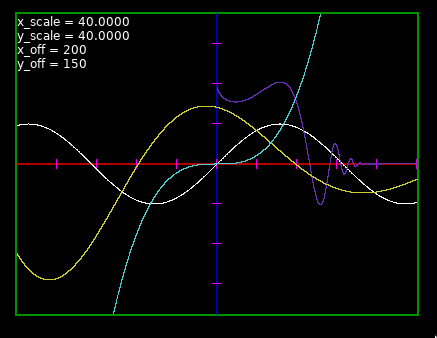 x_scale = 40.0000
y_scale = 40.0000
x_off = 200
y_off = 150